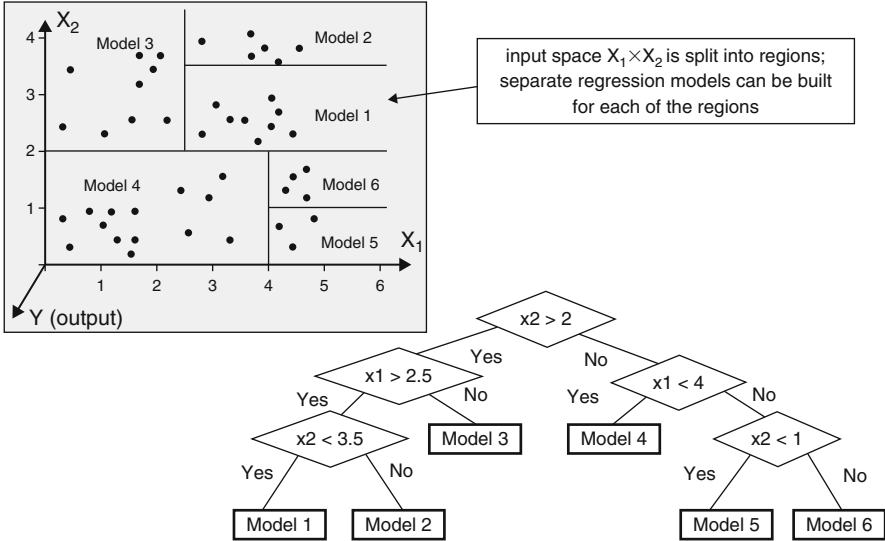 X₂
4
3
2
1
Model 3
Model 2
Model 1
Model 4
Model 6
Model 5
X₁
1 2 3 4 5 6
Y (output)
input space X₁×X₂ is split into regions;
separate regression models can be built
for each of the regions
x2 > 2
Yes No
x1 > 2.5
x1 < 4
Yes No
Yes No
x2 < 3.5
Model 3
Model 4
x2 < 1
Yes No
Yes No
Model 1
Model 2
Model 5
Model 6